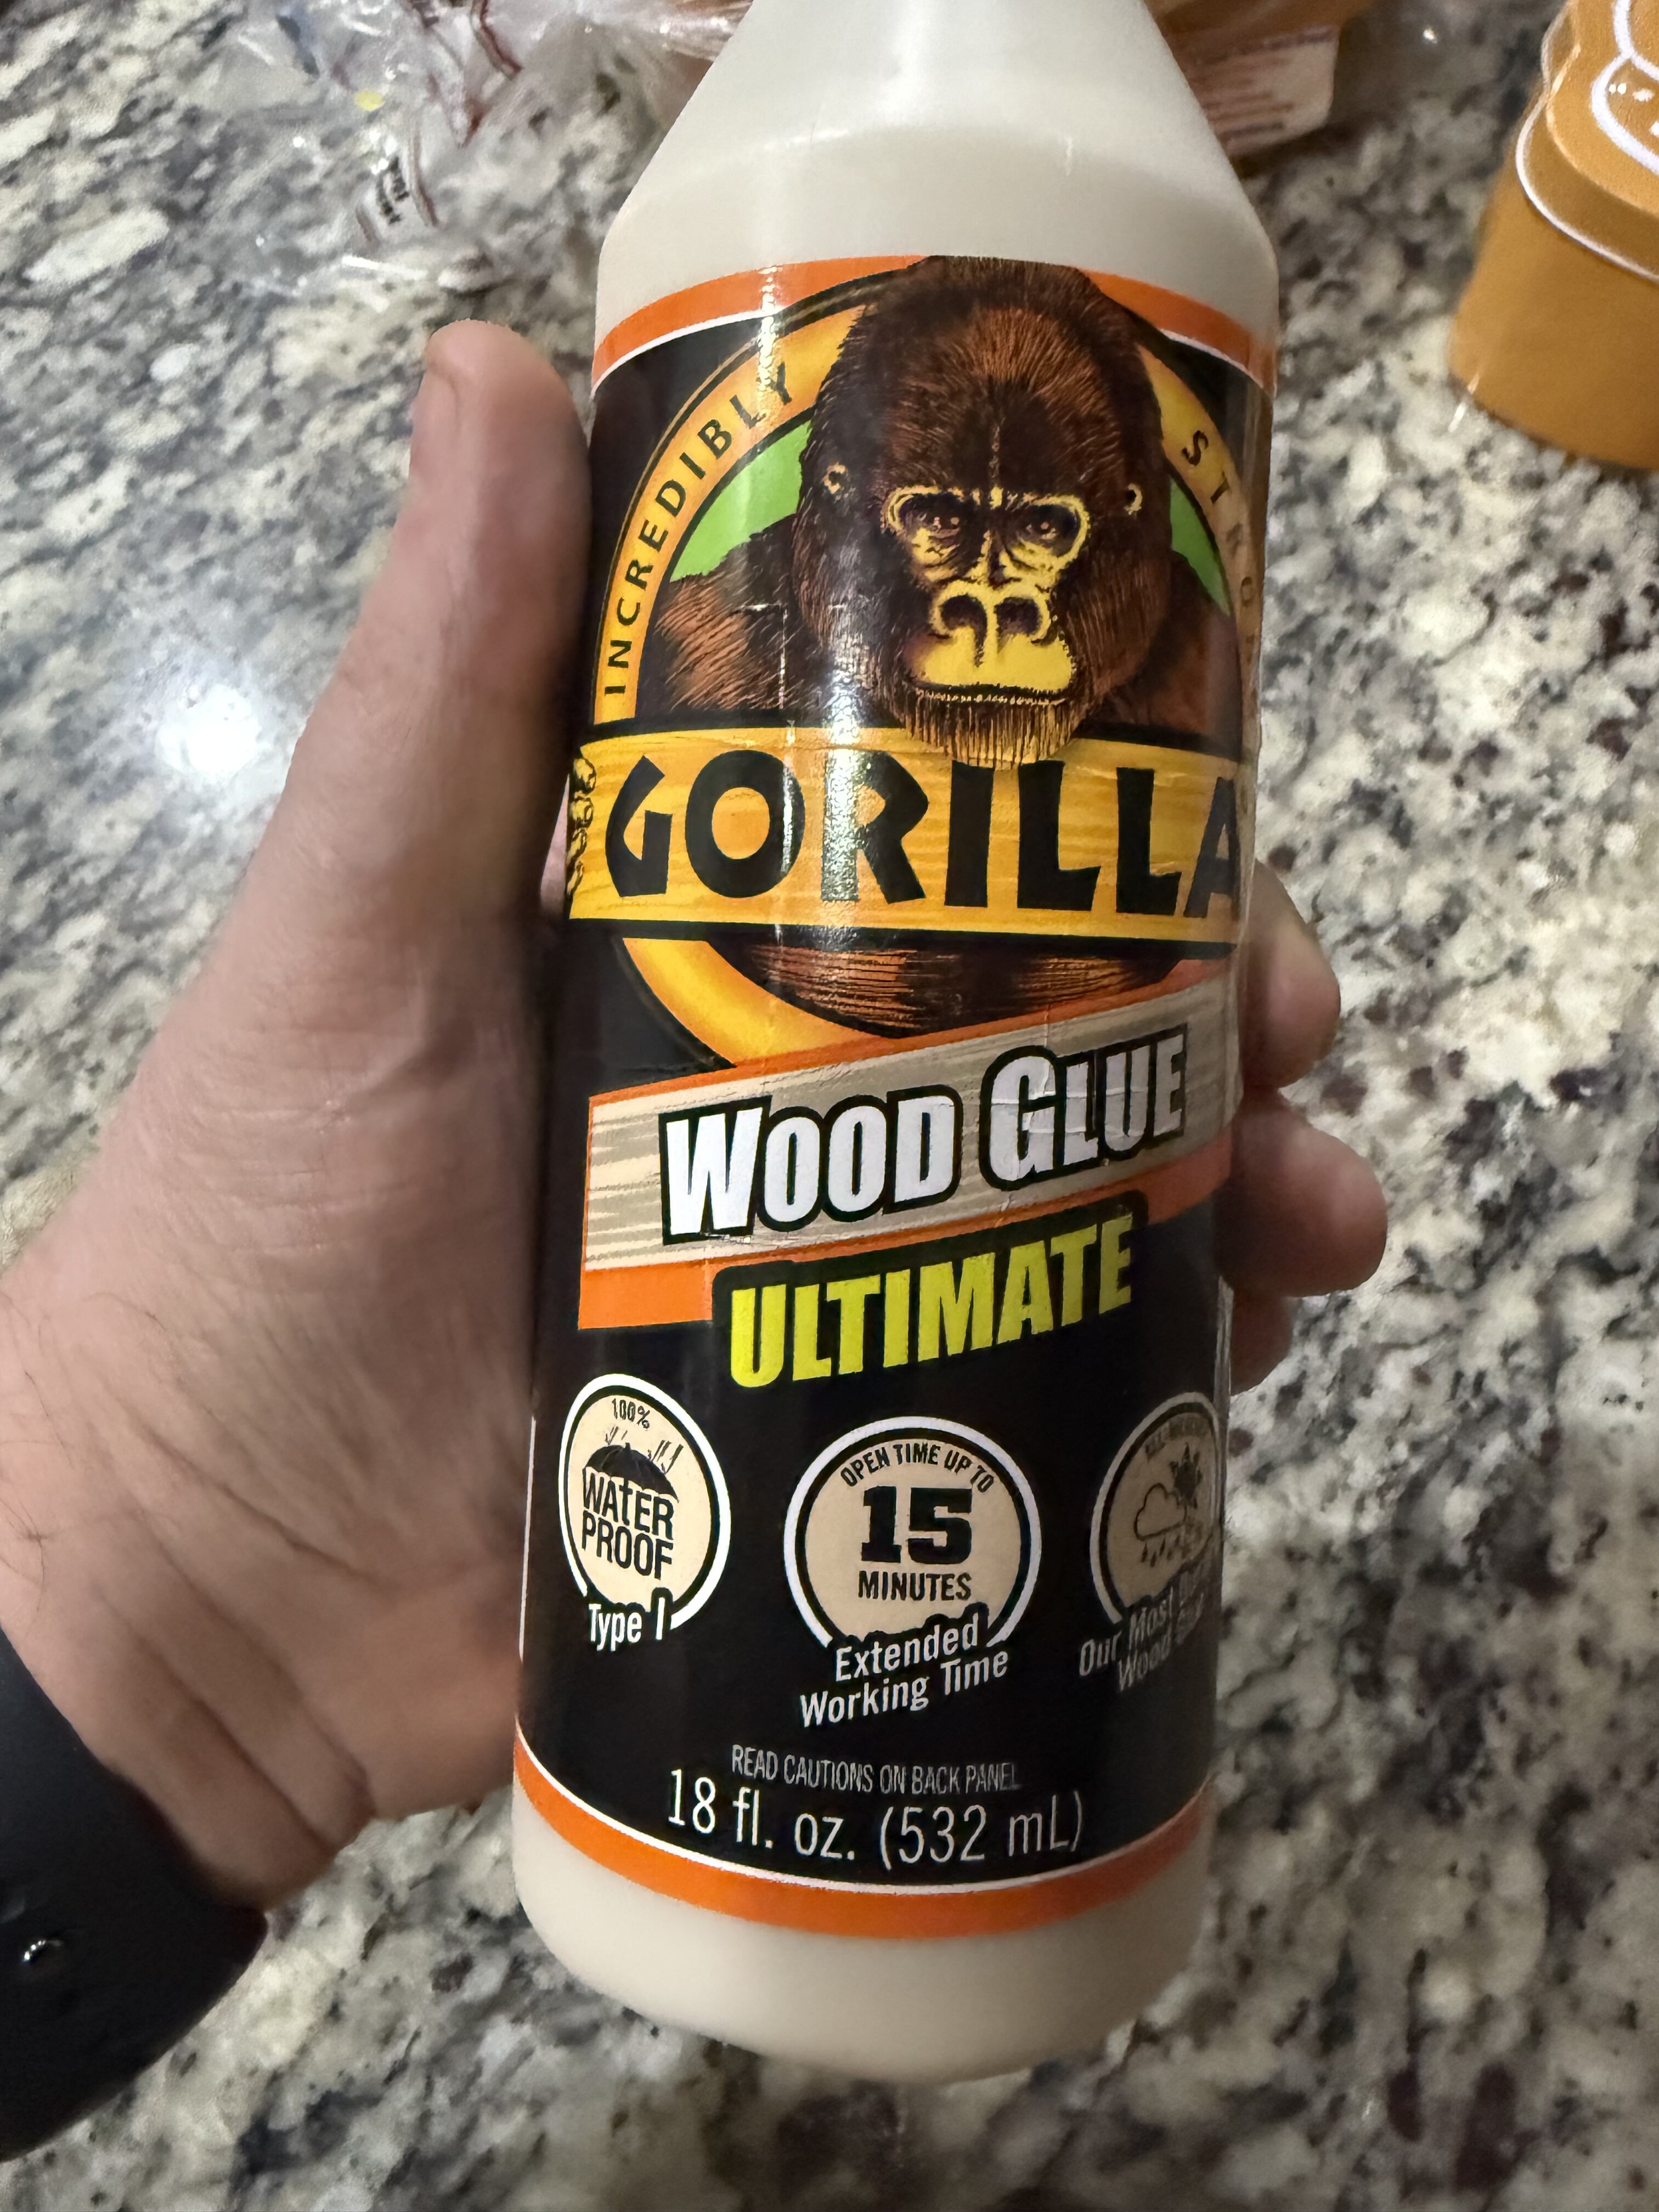 INCREDIBLY
GORILLA
WOOD GLUE
ULTIMATE
100%
WATER
PROOF
Type I
OPEN TIME UP TO
15
MINUTES
Extended
Working Time
Our Most
Wood
READ CAUTIONS ON BACK PANEL
18 fl. oz. (532 mL)